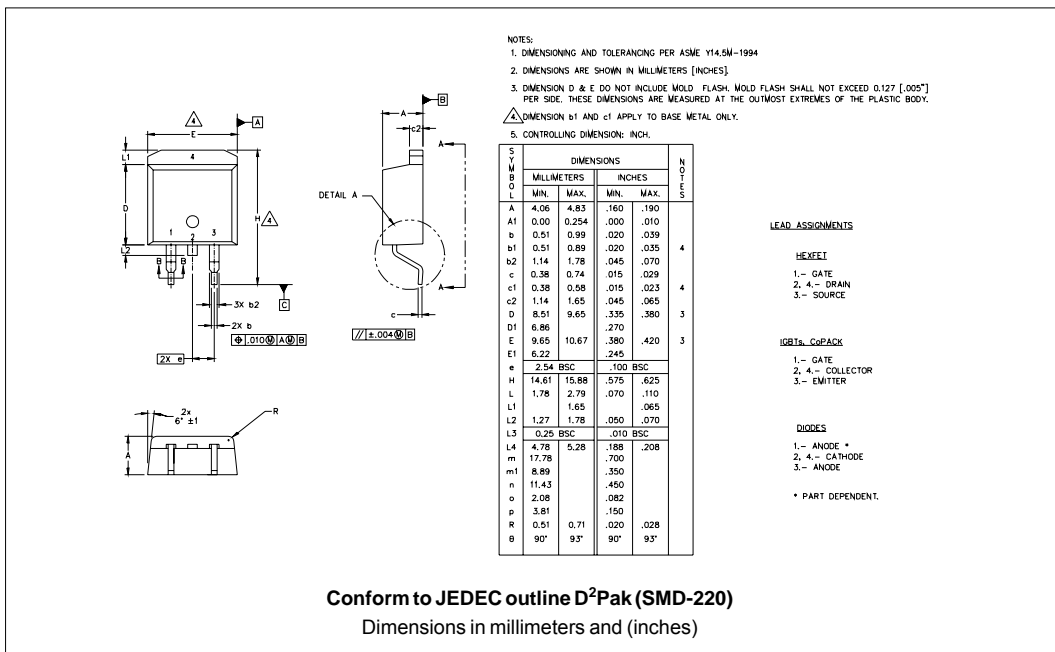 NOTES:
1. DIMENSIONING AND TOLERANCING PER ASME Y14.5M-1994
2. DIMENSIONS ARE SHOWN IN MILLIMETERS [INCHES].
3. DIMENSION D & E DO NOT INCLUDE MOLD FLASH. MOLD FLASH SHALL NOT EXCEED 0.127 [.005"]
PER SIDE. THESE DIMENSIONS ARE MEASURED AT THE OUTMOST EXTREMES OF THE PLASTIC BODY.
4. DIMENSION b1 AND c1 APPLY TO BASE METAL ONLY.
5. CONTROLLING DIMENSION: INCH.
4
E
A
L1
4
D
H 4
1 2 3
L2
B B
3X b2
C
2X b
⌖ .010Ⓜ AⓂ B
2X e
A
B
c2
A
DETAIL A
A
c
// ±.004Ⓜ B
2x
6° ±1
R
A
SYMBOL DIMENSIONS NOTES
MILLIMETERS INCHES
MIN. MAX. MIN. MAX.
A 4.06 4.83 .160 .190
A1 0.00 0.254 .000 .010
b 0.51 0.99 .020 .039
b1 0.51 0.89 .020 .035 4
b2 1.14 1.78 .045 .070
c 0.38 0.74 .015 .029
c1 0.38 0.58 .015 .023 4
c2 1.14 1.65 .045 .065
D 8.51 9.65 .335 .380 3
D1 6.86 .270
E 9.65 10.67 .380 .420 3
E1 6.22 .245
e 2.54 BSC .100 BSC
H 14.61 15.88 .575 .625
L 1.78 2.79 .070 .110
L1 1.65 .065
L2 1.27 1.78 .050 .070
L3 0.25 BSC .010 BSC
L4 4.78 5.28 .188 .208
m 17.78 .700
m1 8.89 .350
n 11.43 .450
o 2.08 .082
p 3.81 .150
R 0.51 0.71 .020 .028
θ 90° 93° 90° 93°
LEAD ASSIGNMENTS
HEXFET
1.- GATE
2, 4.- DRAIN
3.- SOURCE
IGBTs, CoPACK
1.- GATE
2, 4.- COLLECTOR
3.- EMITTER
DIODES
1.- ANODE *
2, 4.- CATHODE
3.- ANODE
* PART DEPENDENT.
Conform to JEDEC outline D²Pak (SMD-220)
Dimensions in millimeters and (inches)